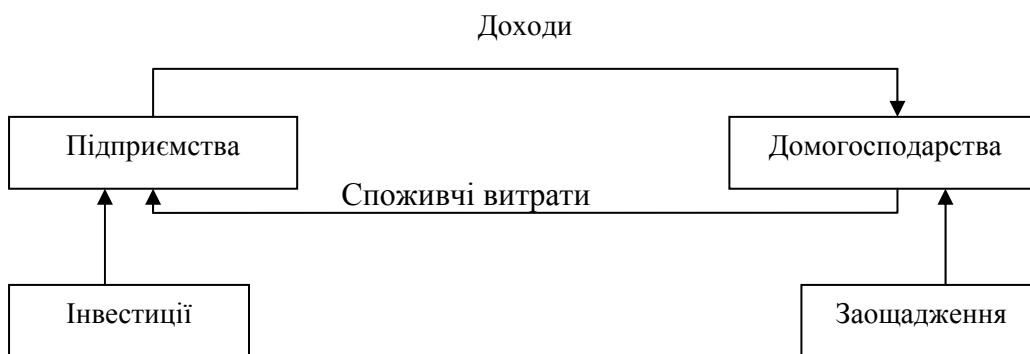 Доходи
Підприємства
Домогосподарства
Споживчі витрати
Інвестиції
Заощадження